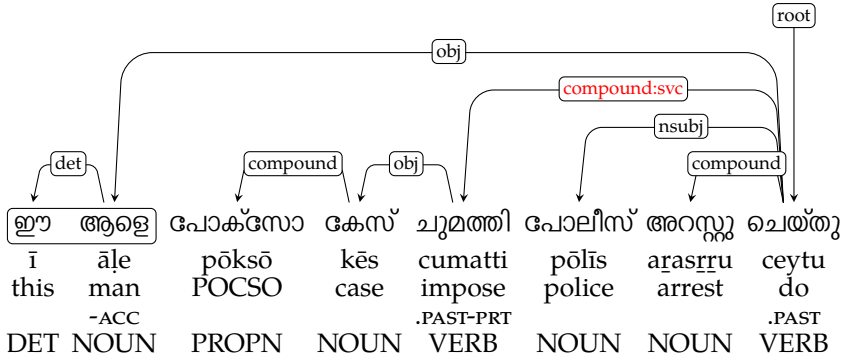 root
obj
compound:svc
nsubj
det compound obj compound
ഈ ആളെ പോക്സോ കേസ് ചുമത്തി പോലീസ് അറസ്റ്റു ചെയ്തു
ī āḷe pōksō kēs cumatti pōlīs aṟasṟṟu ceytu
this man POCSO case impose police arrest do
-ACC .PAST-PRT .PAST
DET NOUN PROPN NOUN VERB NOUN NOUN VERB